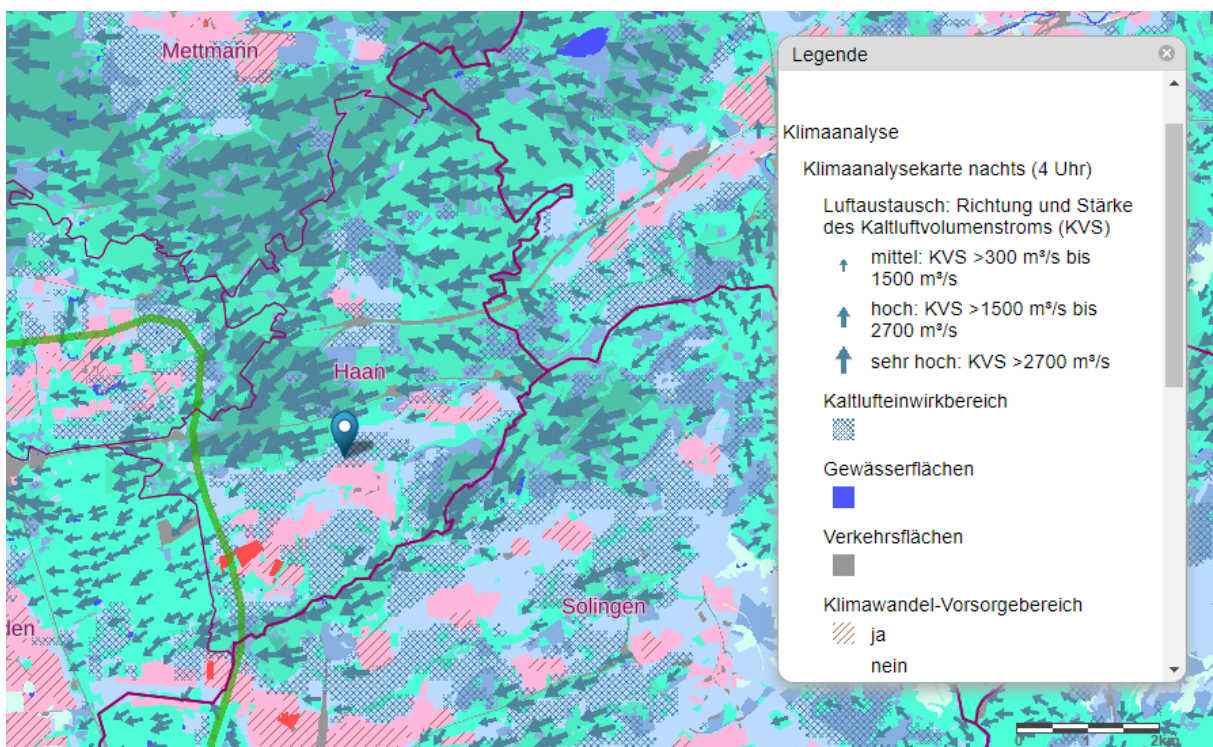 Mettmann
Haan
Solingen
den
Legende
Klimaanalyse
Klimaanalysekarte nachts (4 Uhr)
Luftaustausch: Richtung und Stärke
des Kaltluftvolumenstroms (KVS)
mittel: KVS >300 m³/s bis
1500 m³/s
hoch: KVS >1500 m³/s bis
2700 m³/s
sehr hoch: KVS >2700 m³/s
Kaltlufteinwirkbereich
Gewässerflächen
Verkehrsflächen
Klimawandel-Vorsorgebereich
ja
nein
0 1 2km